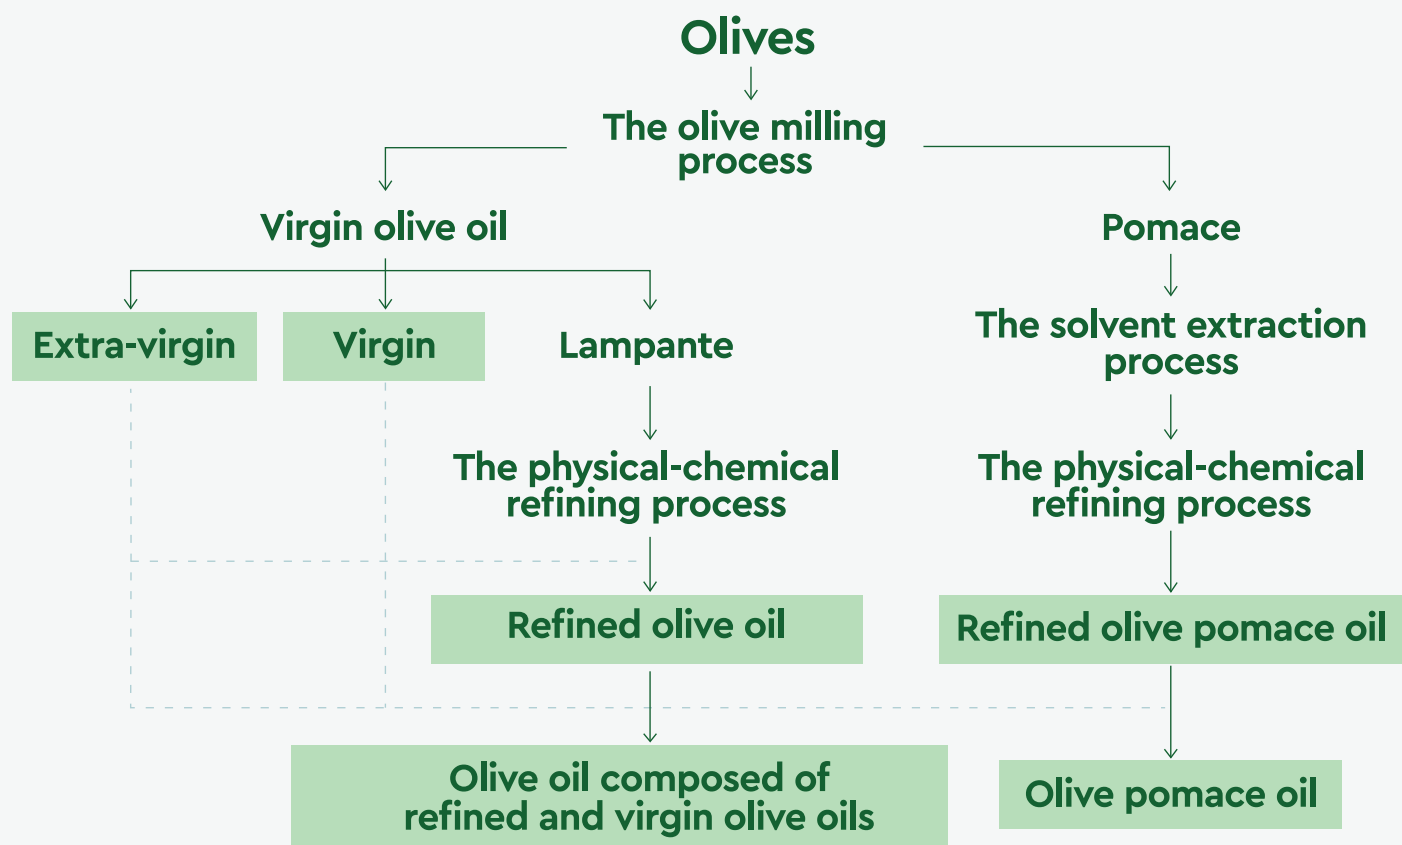 Olives
The olive milling
process
Virgin olive oil
Pomace
Extra-virgin
Virgin
Lampante
The solvent extraction
process
The physical-chemical
refining process
The physical-chemical
refining process
Refined olive oil
Refined olive pomace oil
Olive oil composed of
refined and virgin olive oils
Olive pomace oil